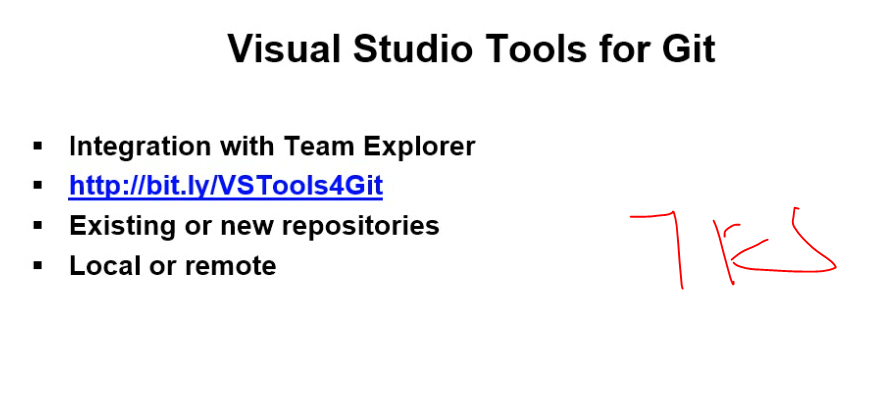 Visual Studio Tools for Git
▪ Integration with Team Explorer
▪ http://bit.ly/VSTools4Git
▪ Existing or new repositories
▪ Local or remote